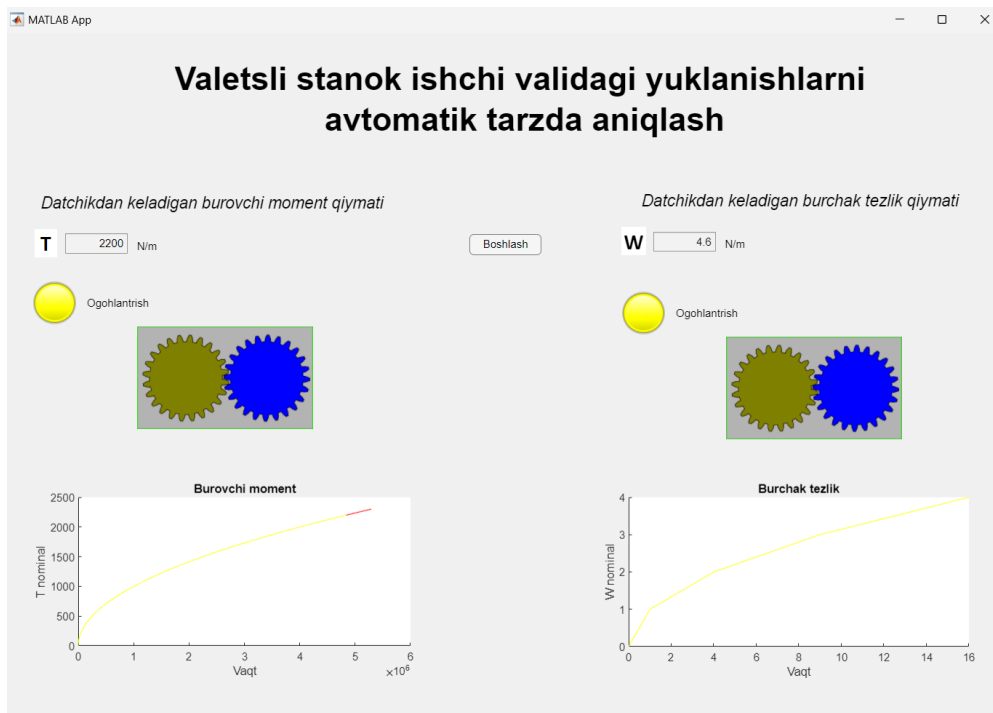 MATLAB App
Valetsli stanok ishchi validagi yuklanishlarni
avtomatik tarzda aniqlash
Datchikdan keladigan burovchi moment qiymati
Datchikdan keladigan burchak tezlik qiymati
T 2200 N/m
Boshlash
W 4.6 N/m
Ogohlantrish
Ogohlantrish
Burovchi moment
2500
2000
1500
1000
500
0
T nominal
0 1 2 3 4 5 6
Vaqt
×10⁶
Burchak tezlik
4
3
2
1
0
W nominal
0 2 4 6 8 10 12 14 16
Vaqt